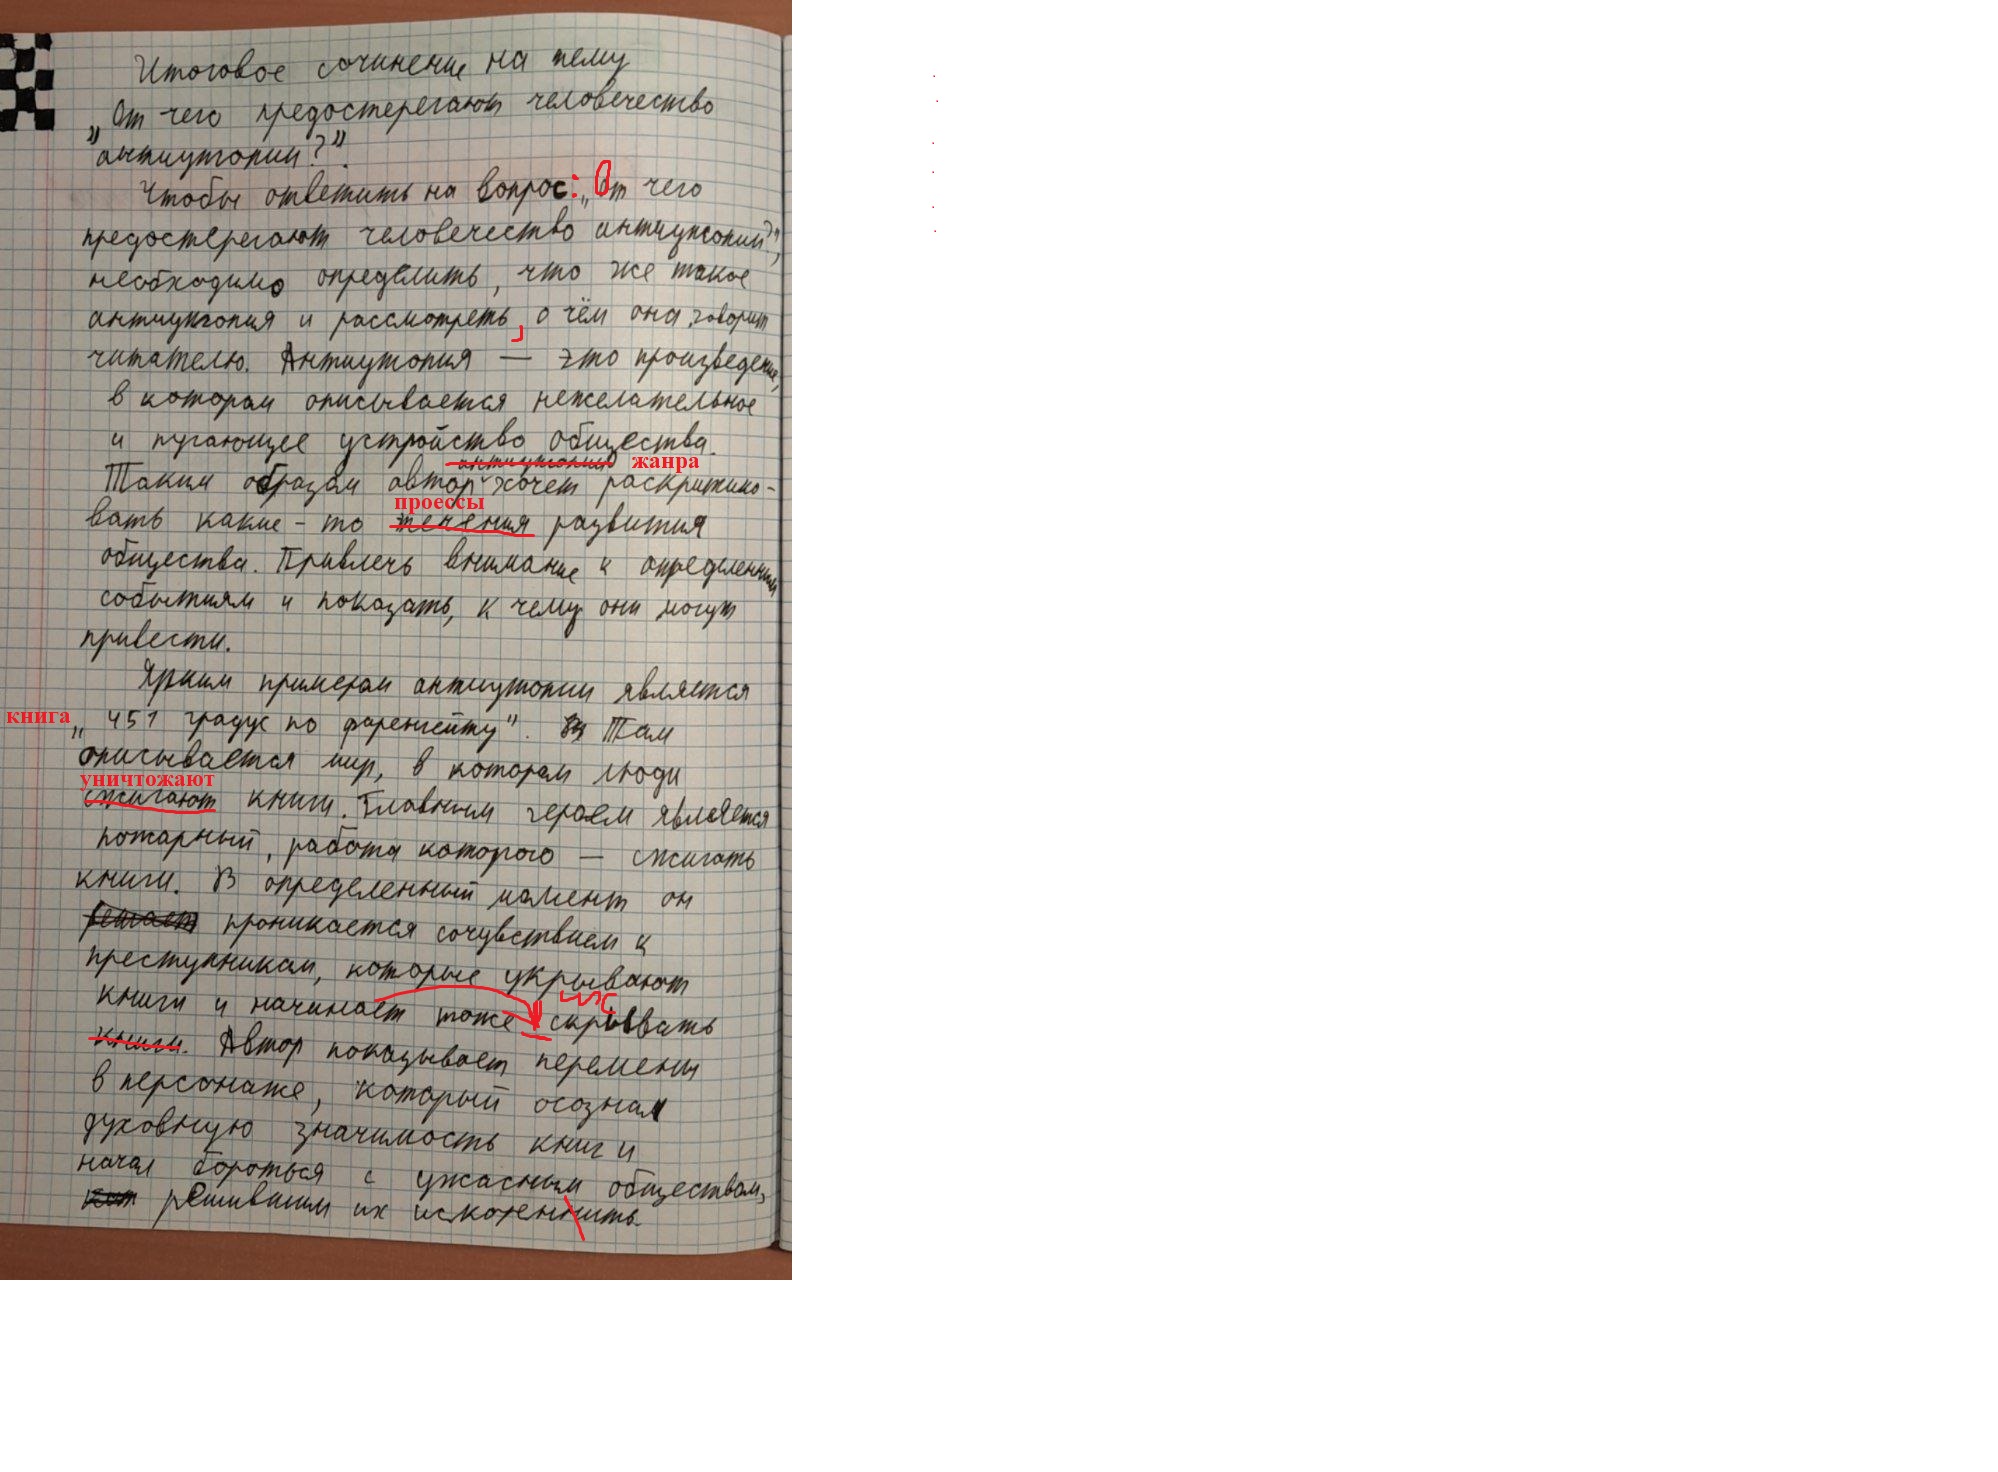 Итоговое сочинение на тему
„От чего предостерегают человечество
антиутопии?”.
Чтобы ответить на вопрос: „От чего
предостерегают человечество антиутопии?”,
необходимо определить, что же такое
антиутопия и рассмотреть, о чём она говорит
читателю. Антиутопия — это произведение,
в котором описывается нежелательное
и пугающее устройство общества.
антиутопии жанра
Таким образом автор хочет раскритико-
проессы
вать какие-то течения развития
общества. Привлечь внимание к определенным
событиям и показать, к чему они могут
привести.
Ярким примером антиутопии является
книга „451 градус по фаренгейту”. Там
описывается мир, в котором люди
уничтожают
сжигают книги. Главным героем является
пожарный, работа которого — сжигать
книги. В определенный момент он
решает проникается сочувствием к
преступникам, которые укрывают
их
книги и начинает тоже скрывать
книги. Автор показывает перемены
в персонаже, который осознал
духовную значимость книг и
начал бороться с ужасным обществом,
решившим их искоренить.